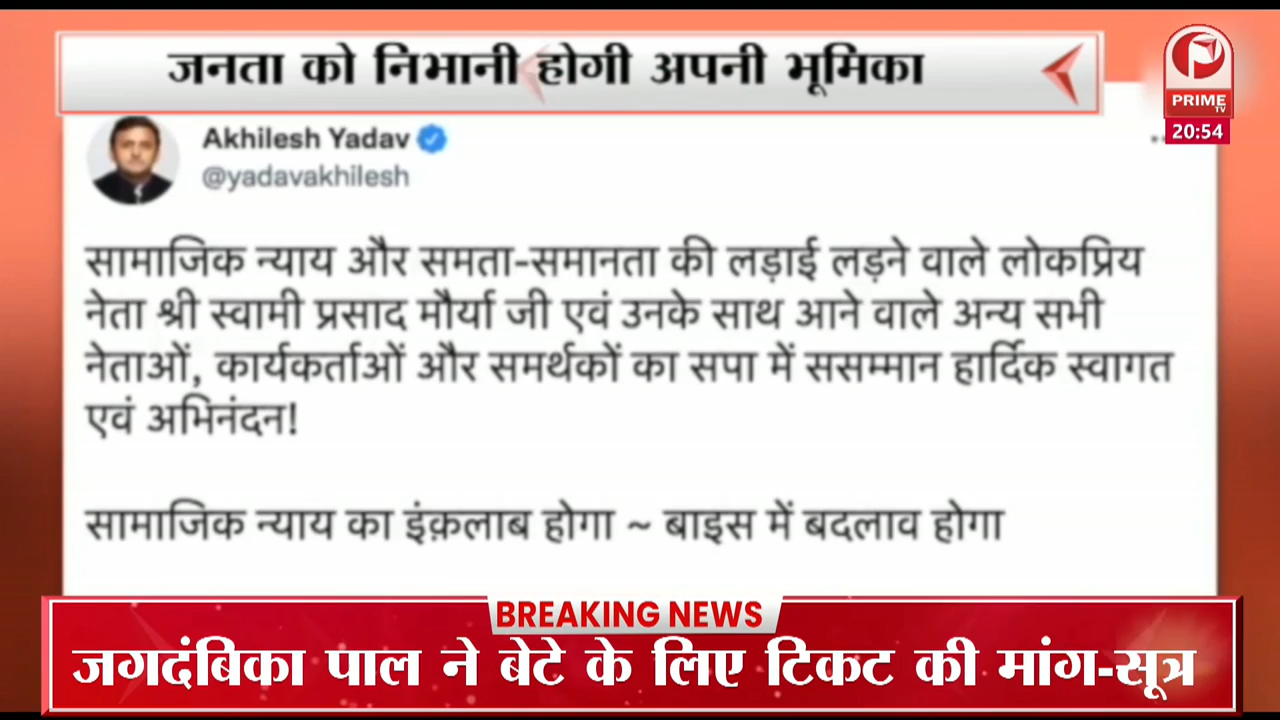 जनता को निभानी होगी अपनी भूमिका
PRIME
TV
20:54
Akhilesh Yadav
@yadavakhilesh
सामाजिक न्याय और समता-समानता की लड़ाई लड़ने वाले लोकप्रिय
नेता श्री स्वामी प्रसाद मौर्या जी एवं उनके साथ आने वाले अन्य सभी
नेताओं, कार्यकर्ताओं और समर्थकों का सपा में ससम्मान हार्दिक स्वागत
एवं अभिनंदन!
सामाजिक न्याय का इंक़लाब होगा ~ बाइस में बदलाव होगा
BREAKING NEWS
जगदंबिका पाल ने बेटे के लिए टिकट की मांग-सूत्र